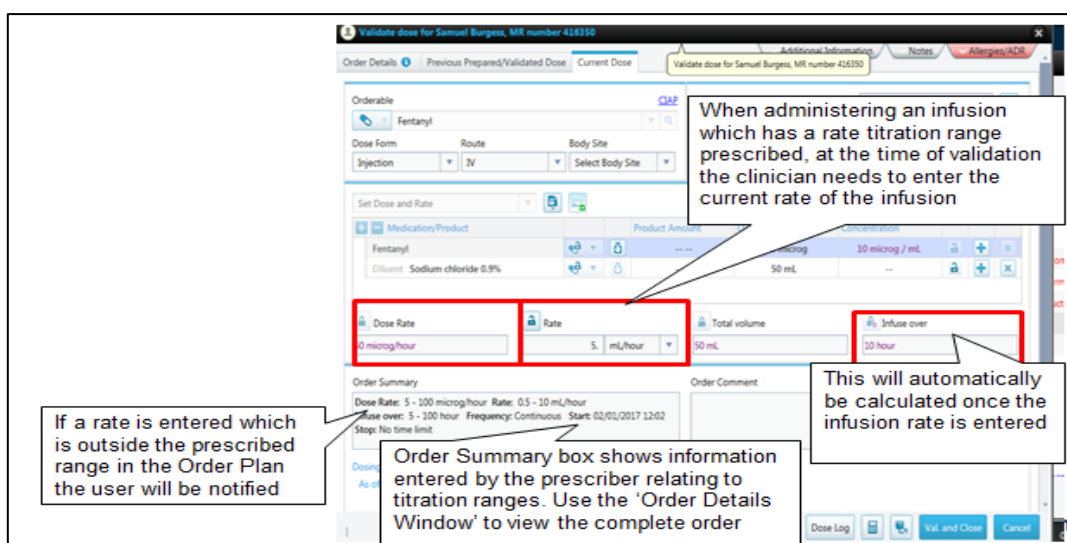 Validate dose for Samuel Burgess, MR number 416350
Additional Information Notes Allergies/ADR
Order Details Previous Prepared/Validated Dose Current Dose
Validate dose for Samuel Burgess, MR number 416350
Orderable CIAP
Fentanyl
Dose Form Route Body Site
Injection IV Select Body Site
When administering an infusion
which has a rate titration range
prescribed, at the time of validation
the clinician needs to enter the
current rate of the infusion
Set Dose and Rate
Medication/Product Product Amount Concentration
Fentanyl -- -- microg 10 microg / mL
Diluent Sodium chloride 0.9% 50 mL --
Dose Rate Rate Total volume Infuse over
0 microg/hour 5. mL/hour 50 mL 10 hour
Order Summary Order Comment
Dose Rate: 5 - 100 microg/hour Rate: 0.5 - 10 mL/hour
fuse over: 5 - 100 hour Frequency: Continuous Start: 02/01/2017 12:02
Stop: No time limit
This will automatically
be calculated once the
infusion rate is entered
If a rate is entered which
is outside the prescribed
range in the Order Plan
the user will be notified
Order Summary box shows information
entered by the prescriber relating to
titration ranges. Use the ‘Order Details
Window’ to view the complete order
Dosing
As of
Dose Log Val. and Close Cancel